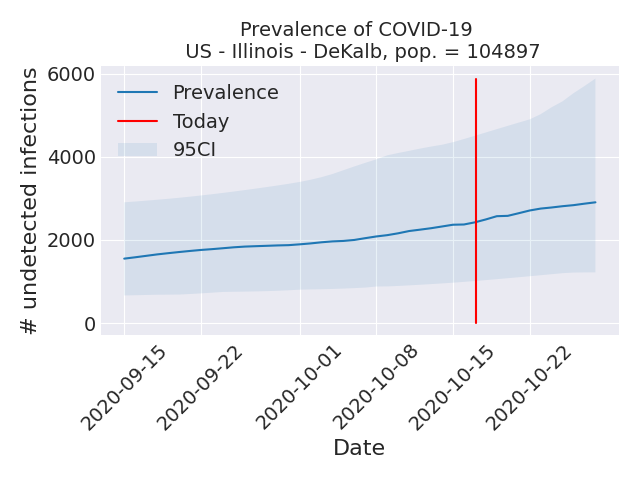 Prevalence of COVID-19
US - Illinois - DeKalb, pop. = 104897
# undetected infections
6000
4000
2000
0
Prevalence
Today
95CI
2020-09-15
2020-09-22
2020-10-01
2020-10-08
2020-10-15
2020-10-22
Date